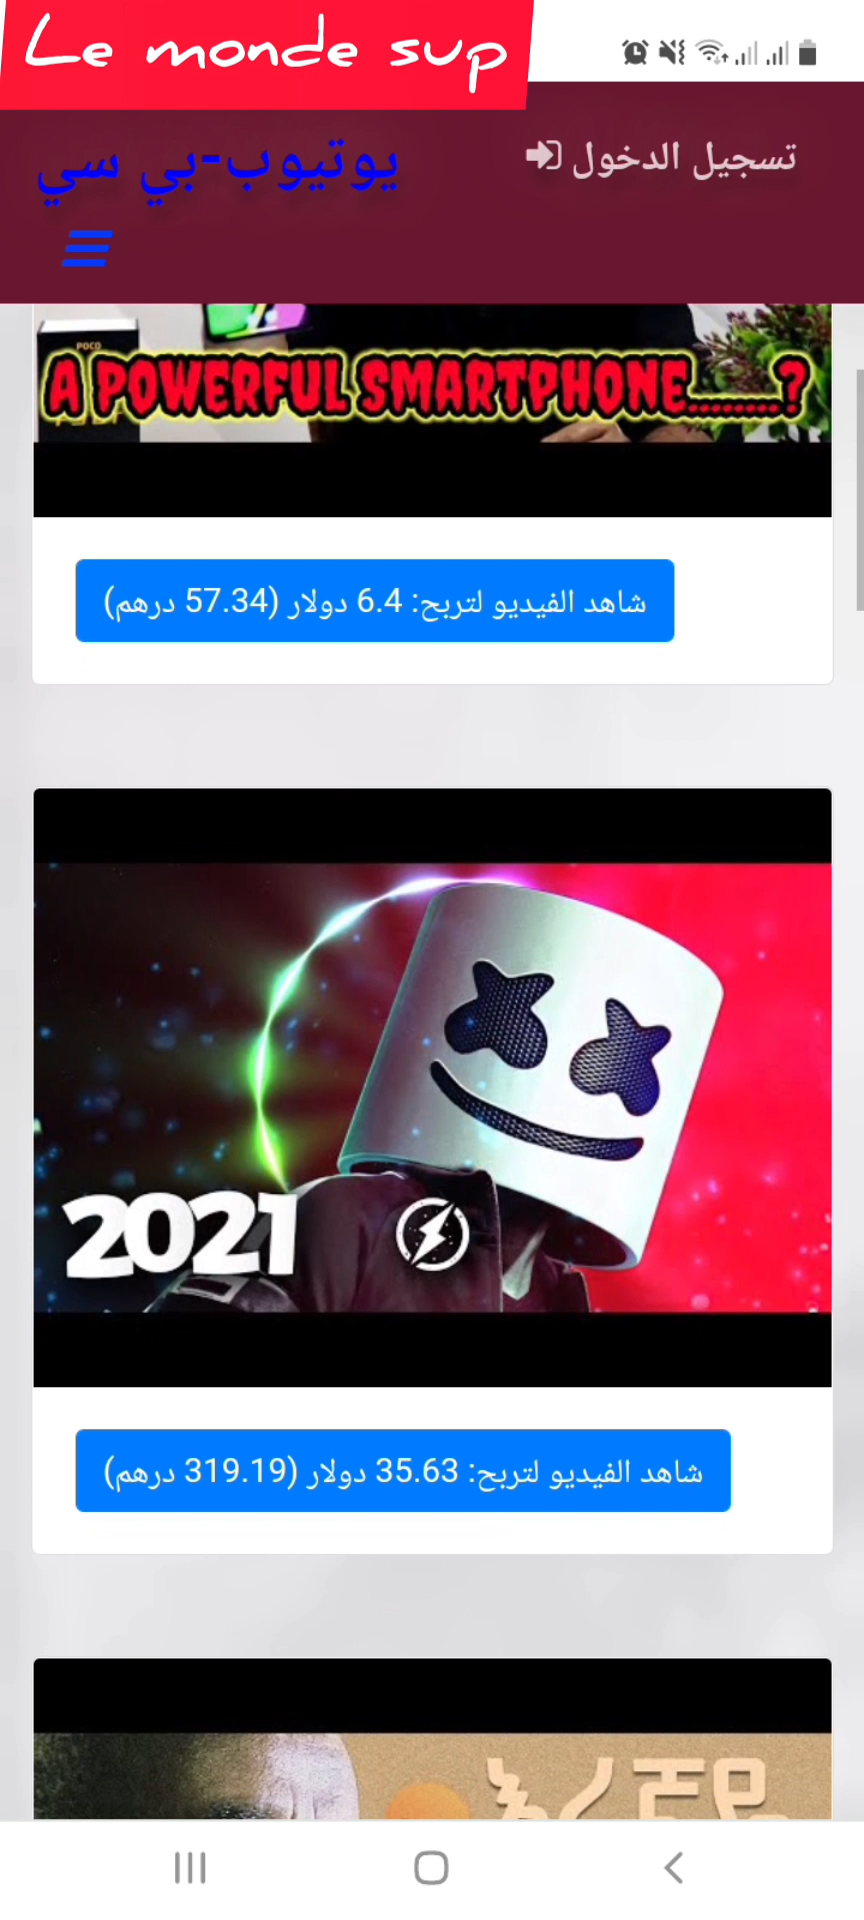 Le monde sup
تسجيل الدخول
يوتيوب-بي سي
POCO
A POWERFUL SMARTPHONE........?
شاهد الفيديو لتربح: 6.4 دولار (57.34 درهم)
2021
شاهد الفيديو لتربح: 35.63 دولار (319.19 درهم)